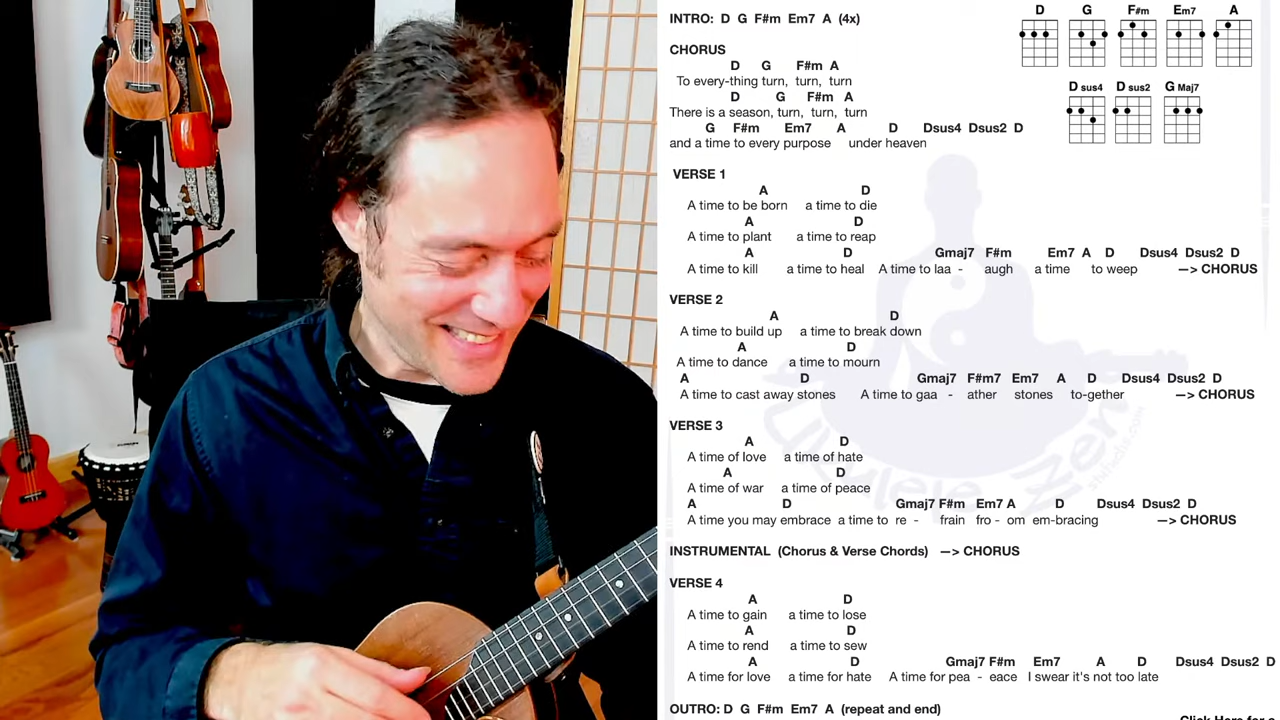 INTRO: D G F#m Em7 A (4x)
D G F#m Em7 A
CHORUS
D G F#m A
To every-thing turn, turn, turn
D sus4 D sus2 G Maj7
D G F#m A
There is a season, turn, turn, turn
G F#m Em7 A D Dsus4 Dsus2 D
and a time to every purpose under heaven
VERSE 1
A D
A time to be born a time to die
A D
A time to plant a time to reap
A D Gmaj7 F#m Em7 A D Dsus4 Dsus2 D
A time to kill a time to heal A time to laa - augh a time to weep —> CHORUS
VERSE 2
A D
A time to build up a time to break down
A D
A time to dance a time to mourn
A D Gmaj7 F#m7 Em7 A D Dsus4 Dsus2 D
A time to cast away stones A time to gaa - ather stones to-gether —> CHORUS
VERSE 3
A D
A time of love a time of hate
A D
A time of war a time of peace
A D Gmaj7 F#m Em7 A D Dsus4 Dsus2 D
A time you may embrace a time to re - frain fro - om em-bracing —> CHORUS
Ukulele Zen
INSTRUMENTAL (Chorus & Verse Chords) —> CHORUS
VERSE 4
A D
A time to gain a time to lose
A D
A time to rend a time to sew
A D Gmaj7 F#m Em7 A D Dsus4 Dsus2 D
A time for love a time for hate A time for pea - eace I swear it's not too late
OUTRO: D G F#m Em7 A (repeat and end)
Click Here for